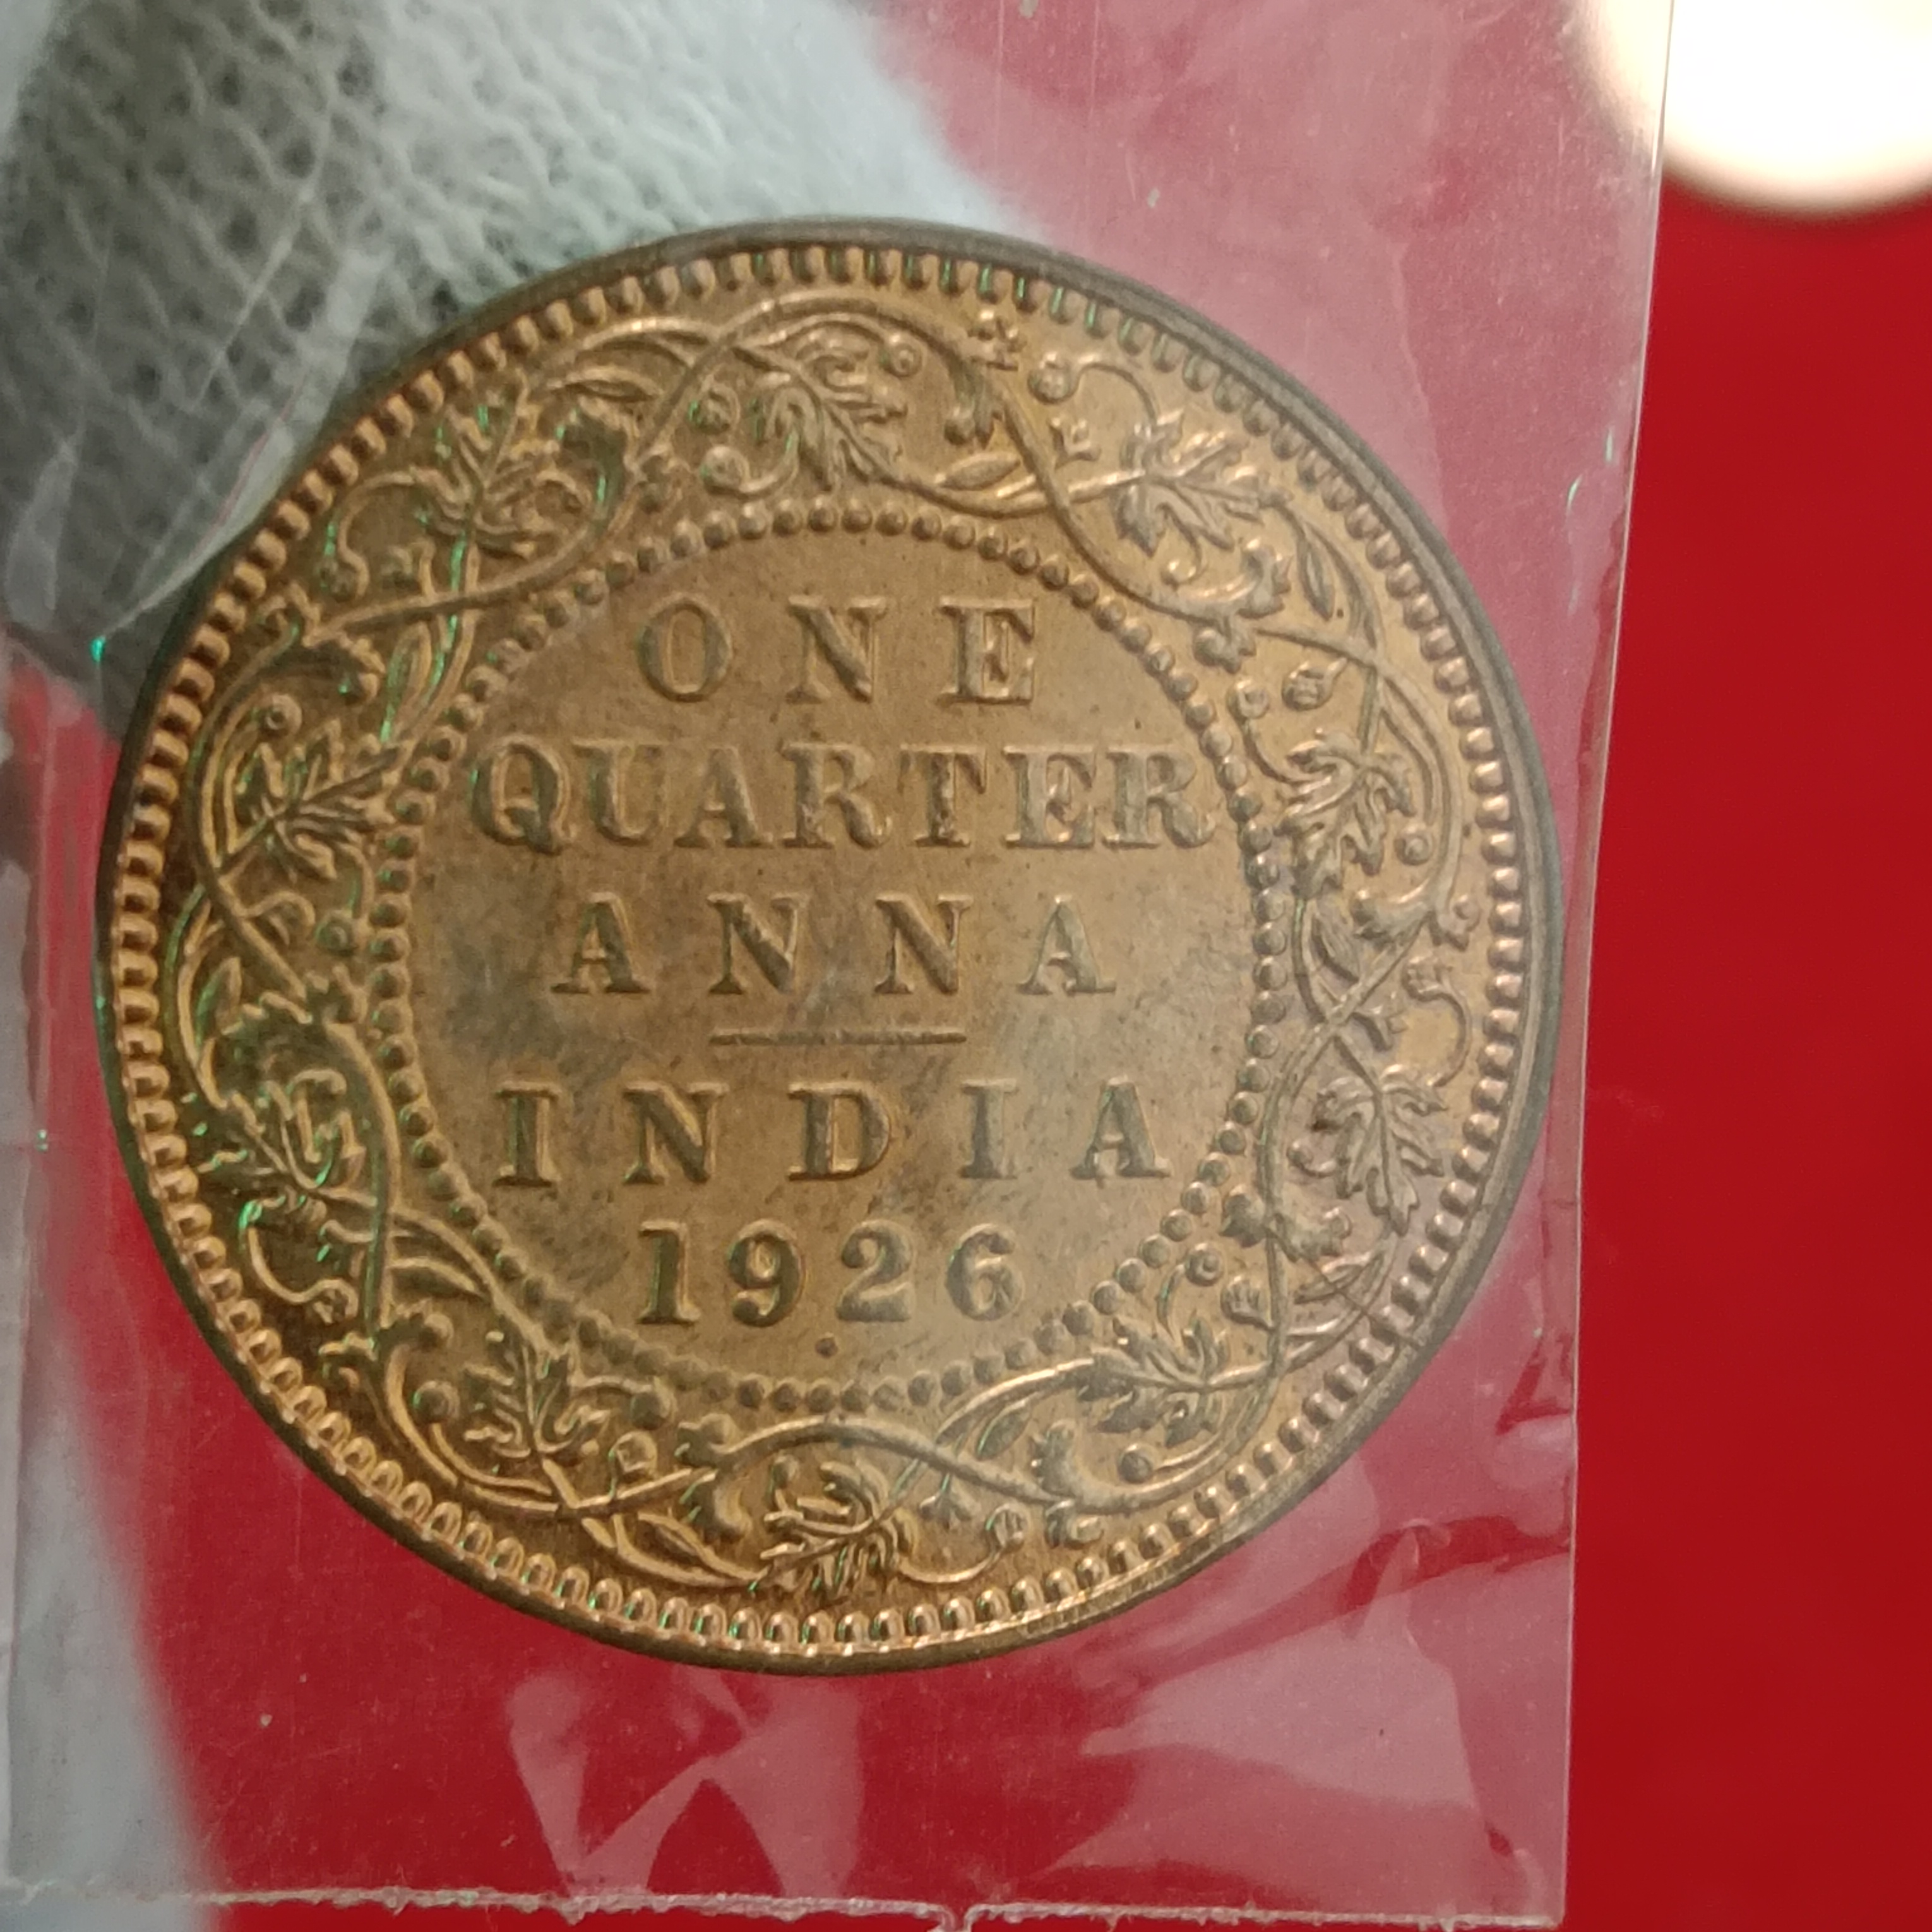 ONE
QUARTER
ANNA
INDIA
1926